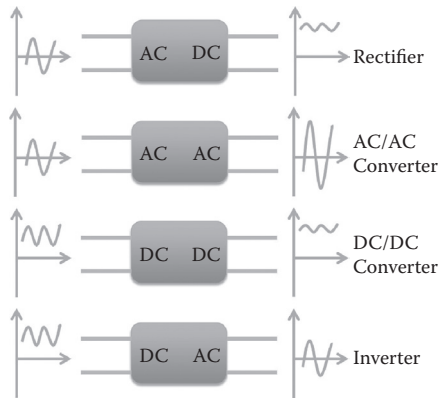 AC DC
Rectifier
AC AC
AC/AC
Converter
DC DC
DC/DC
Converter
DC AC
Inverter